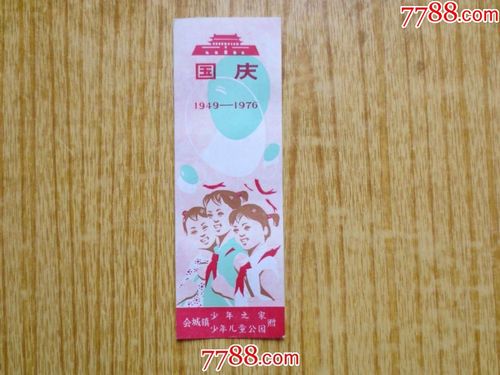 7788.com
国 庆
1949—1976
会城镇 少年之家 赠
少年儿童公园
7788.com